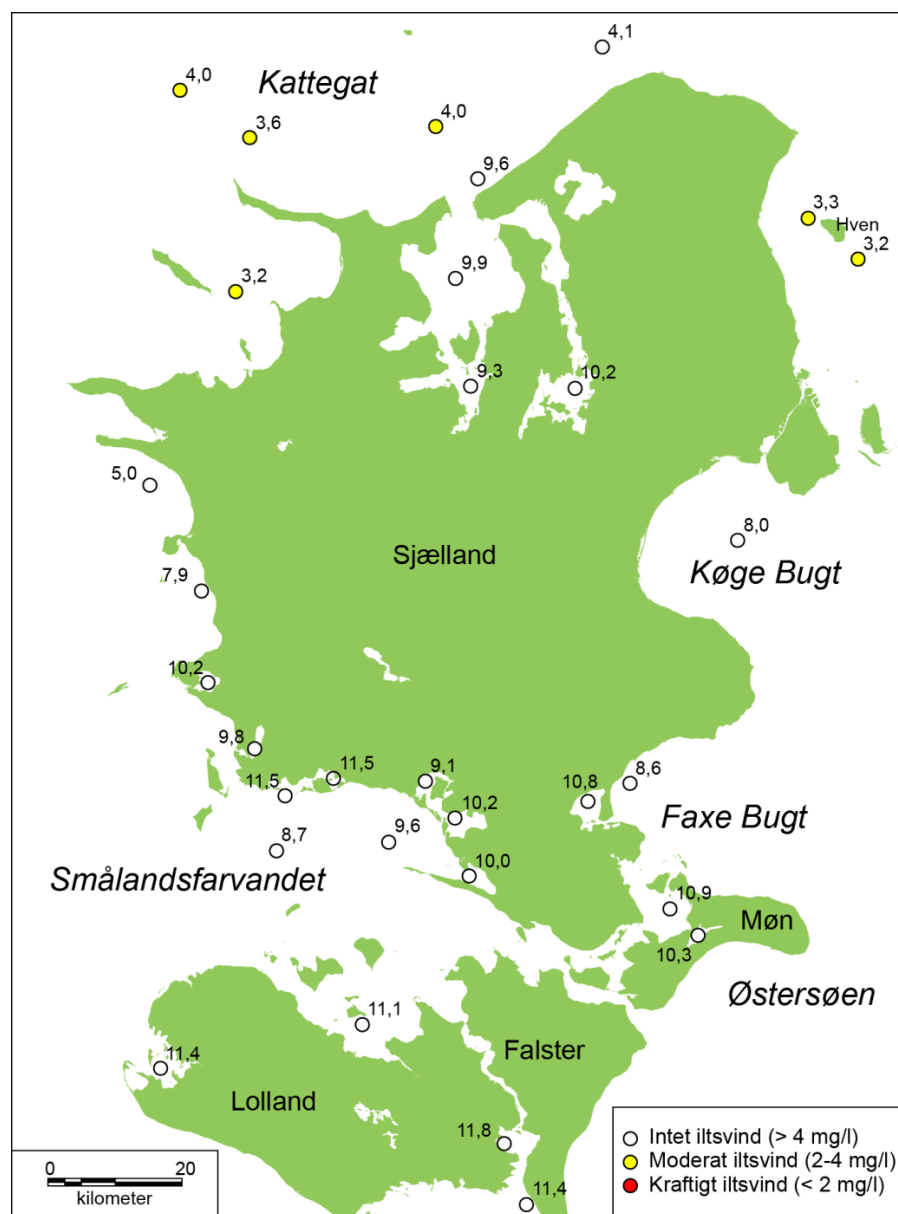 4,1
4,0
Kattegat
3,6
4,0
9,6
3,3
Hven
3,2
9,9
3,2
9,3
10,2
5,0
8,0
Sjælland
Køge Bugt
7,9
10,2
9,8
11,5
11,5
9,1
10,2
10,8
8,6
Faxe Bugt
8,7
9,6
10,0
Smålandsfarvandet
10,9
Møn
10,3
Østersøen
11,1
Falster
11,4
Lolland
11,8
11,4
0 20
kilometer
Intet iltsvind (> 4 mg/l)
Moderat iltsvind (2-4 mg/l)
Kraftigt iltsvind (< 2 mg/l)